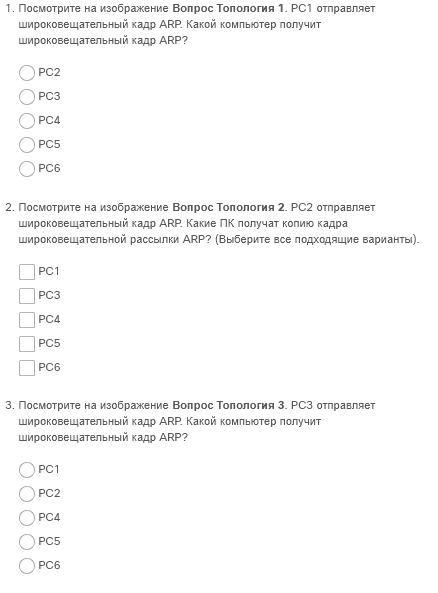 1. Посмотрите на изображение Вопрос Топология 1. PC1 отправляет
широковещательный кадр ARP. Какой компьютер получит
широковещательный кадр ARP?
PC2
PC3
PC4
PC5
PC6
2. Посмотрите на изображение Вопрос Топология 2. PC2 отправляет
широковещательный кадр ARP. Какие ПК получат копию кадра
широковещательной рассылки ARP? (Выберите все подходящие варианты).
PC1
PC3
PC4
PC5
PC6
3. Посмотрите на изображение Вопрос Топология 3. PC3 отправляет
широковещательный кадр ARP. Какой компьютер получит
широковещательный кадр ARP?
PC1
PC2
PC4
PC5
PC6